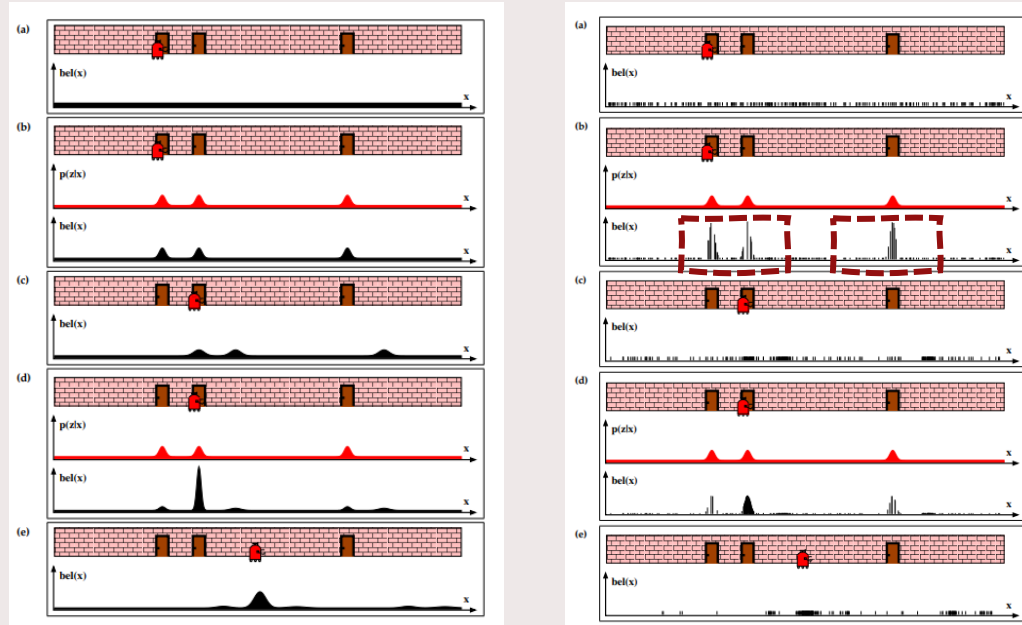 (a)
bel(x)
x
(b)
p(z|x)
x
bel(x)
x
(c)
bel(x)
x
(d)
p(z|x)
x
bel(x)
x
(e)
bel(x)
x
(a)
bel(x)
x
(b)
p(z|x)
x
bel(x)
x
(c)
bel(x)
x
(d)
p(z|x)
x
bel(x)
x
(e)
bel(x)
x